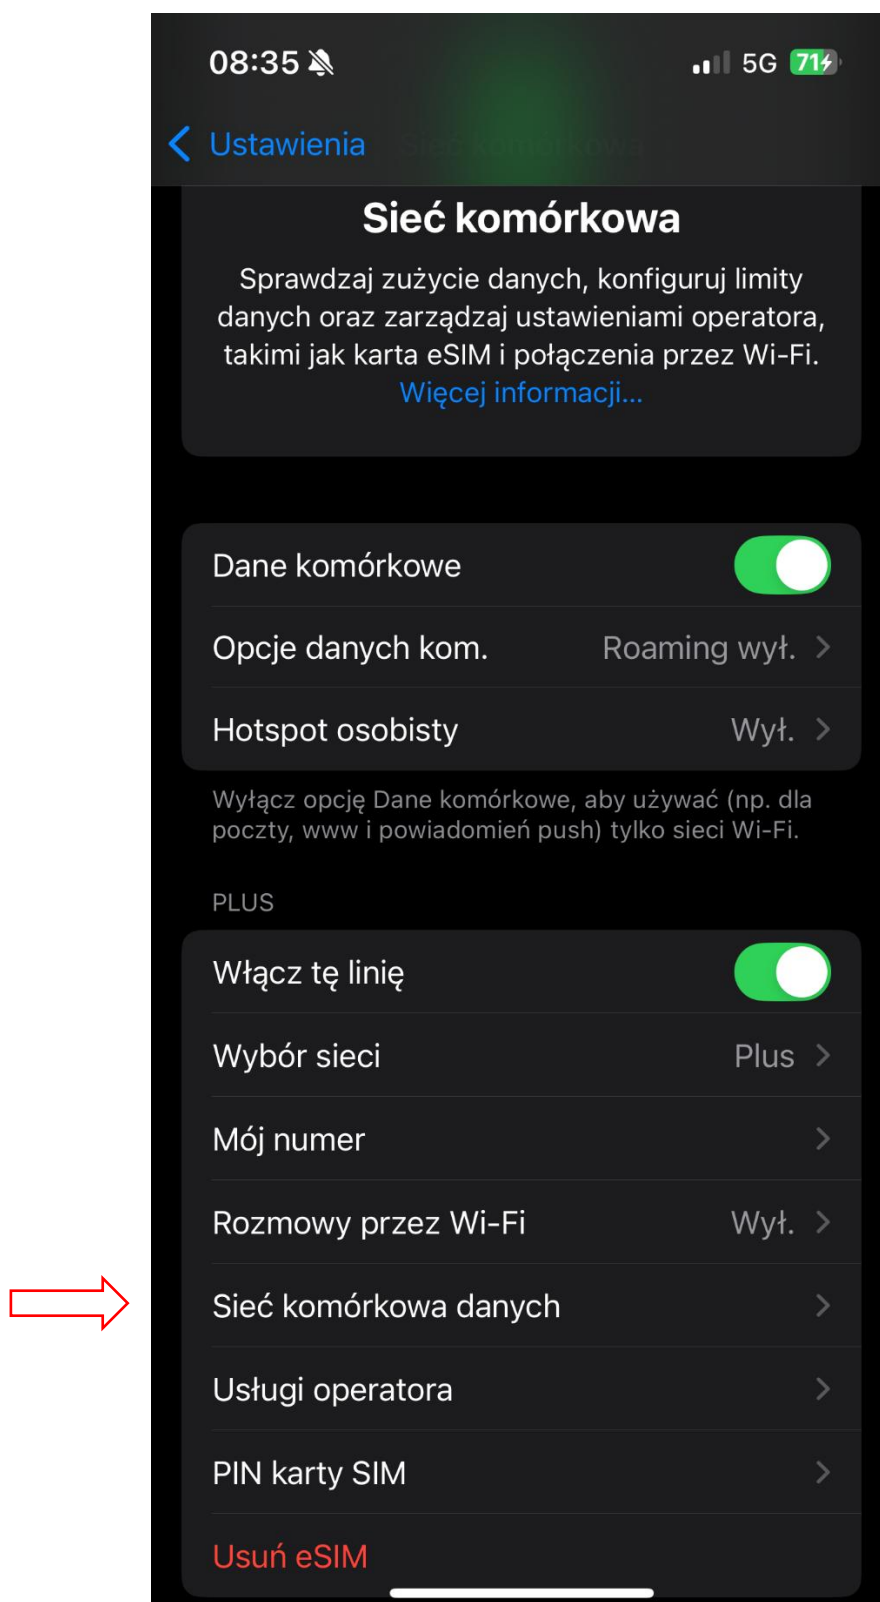 08:35 5G 71
Ustawienia Sieć komórkowa
Sieć komórkowa
Sprawdzaj zużycie danych, konfiguruj limity
danych oraz zarządzaj ustawieniami operatora,
takimi jak karta eSIM i połączenia przez Wi-Fi.
Więcej informacji...
Dane komórkowe
Opcje danych kom. Roaming wył.
Hotspot osobisty Wył.
Wyłącz opcję Dane komórkowe, aby używać (np. dla
poczty, www i powiadomień push) tylko sieci Wi-Fi.
PLUS
Włącz tę linię
Wybór sieci Plus
Mój numer
Rozmowy przez Wi-Fi Wył.
Sieć komórkowa danych
Usługi operatora
PIN karty SIM
Usuń eSIM